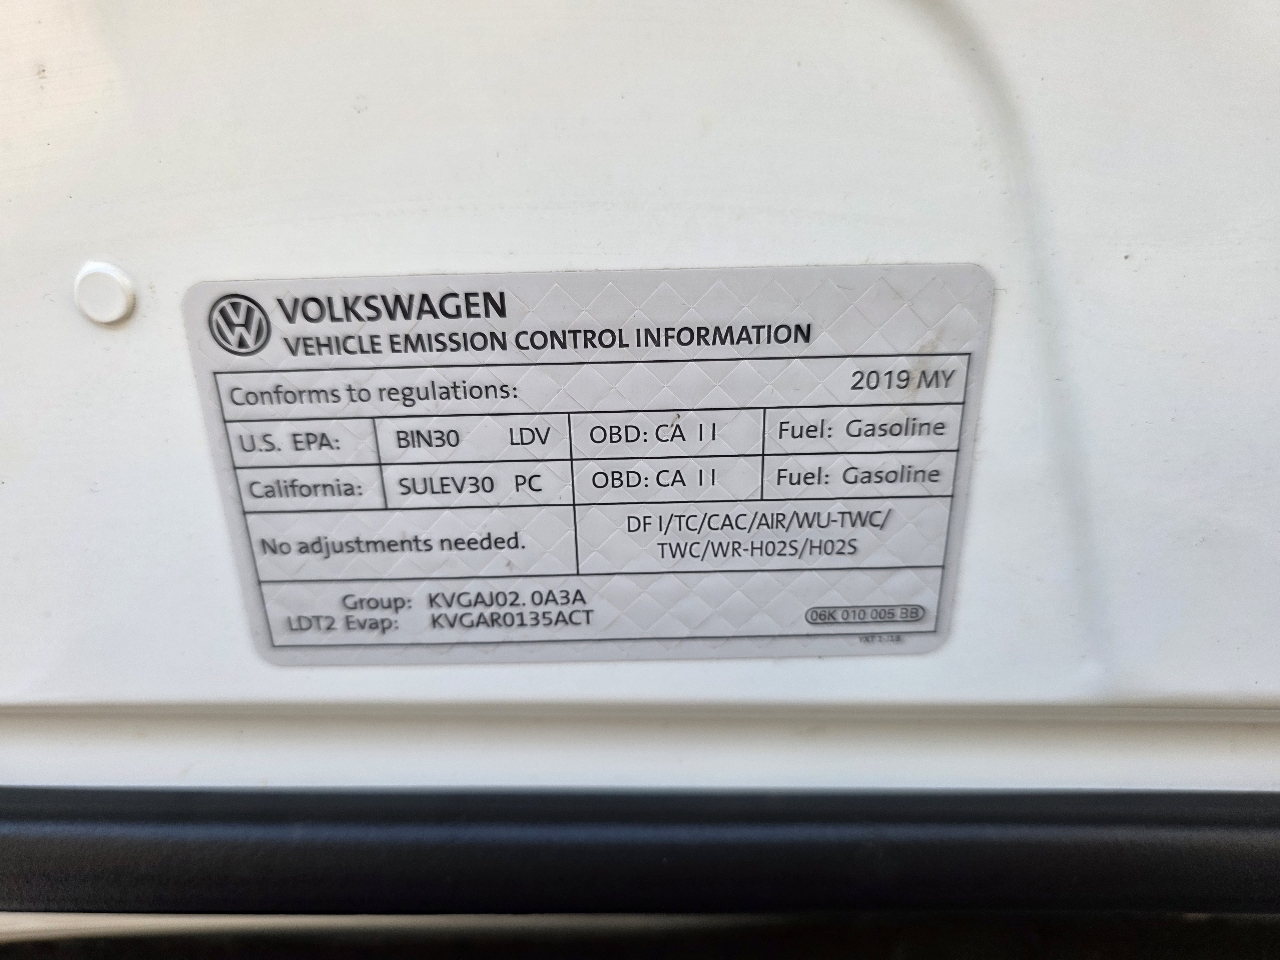 VOLKSWAGEN
VEHICLE EMISSION CONTROL INFORMATION
Conforms to regulations: 2019 MY
U.S. EPA: BIN30 LDV OBD: CA II Fuel: Gasoline
California: SULEV30 PC OBD: CA II Fuel: Gasoline
No adjustments needed.
DFI/TC/CAC/AIR/WU-TWC/
TWC/WR-H02S/H02S
Group: KVGAJ02.0A3A
LDT2 Evap: KVGAR0135ACT
06K 010 005 BB